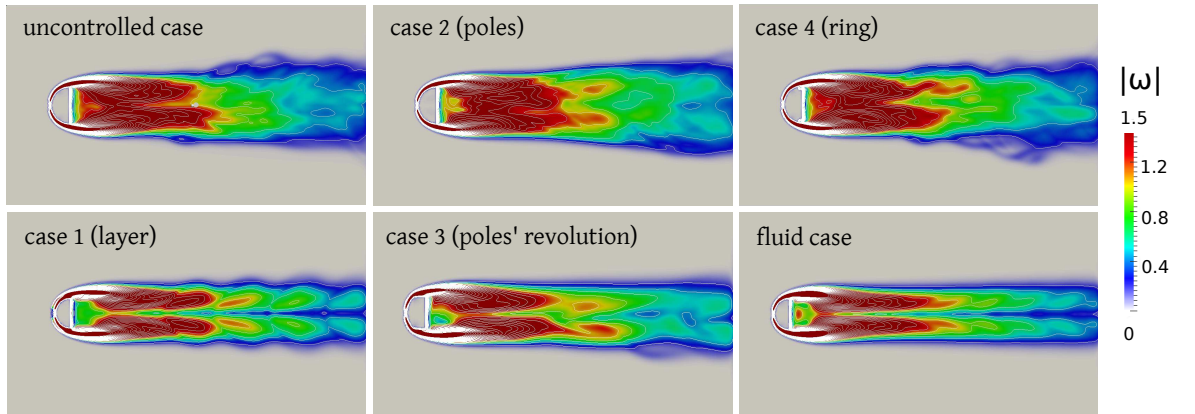 uncontrolled case
case 2 (poles)
case 4 (ring)
case 1 (layer)
case 3 (poles' revolution)
fluid case
|ω|
1.5
1.2
0.8
0.4
0